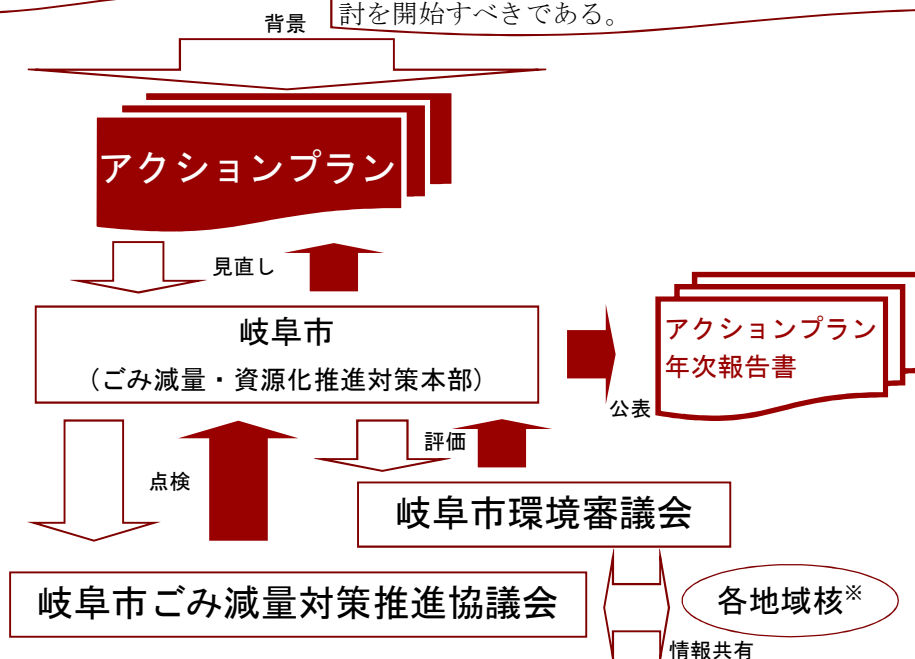 討を開始すべきである。
背景
アクションプラン
見直し
岐阜市
（ごみ減量・資源化推進対策本部）
アクションプラン
年次報告書
公表
評価
点検
岐阜市環境審議会
岐阜市ごみ減量対策推進協議会
各地域核※
情報共有